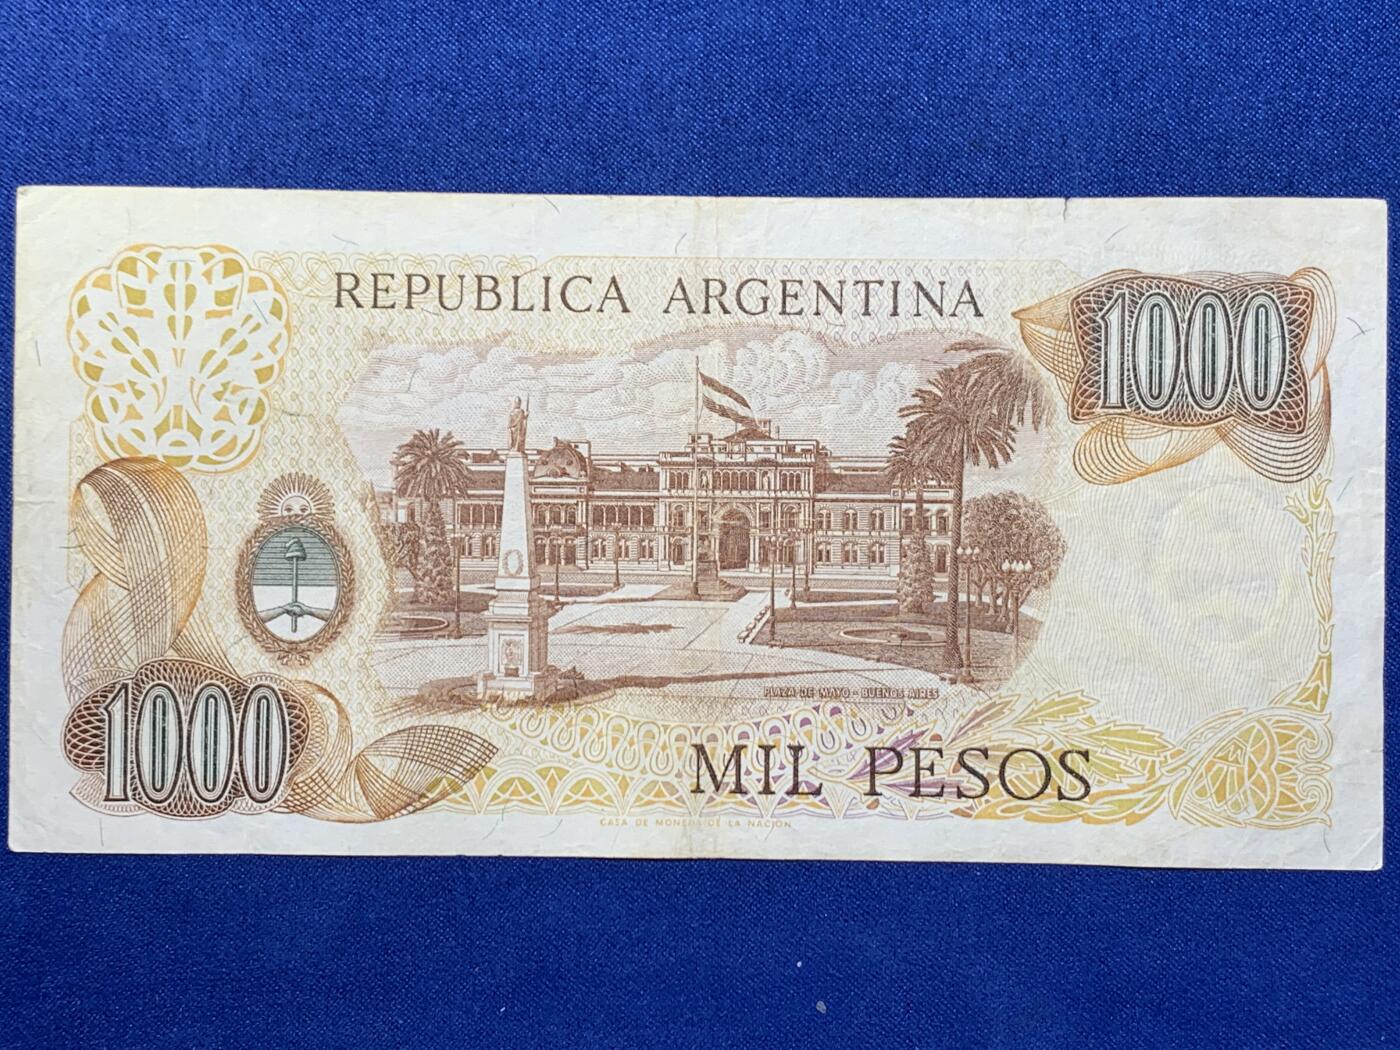 REPUBLICA ARGENTINA
1000
PLAZA DE MAYO - BUENOS AIRES
1000
MIL PESOS
CASA DE MONEDA DE LA NACION